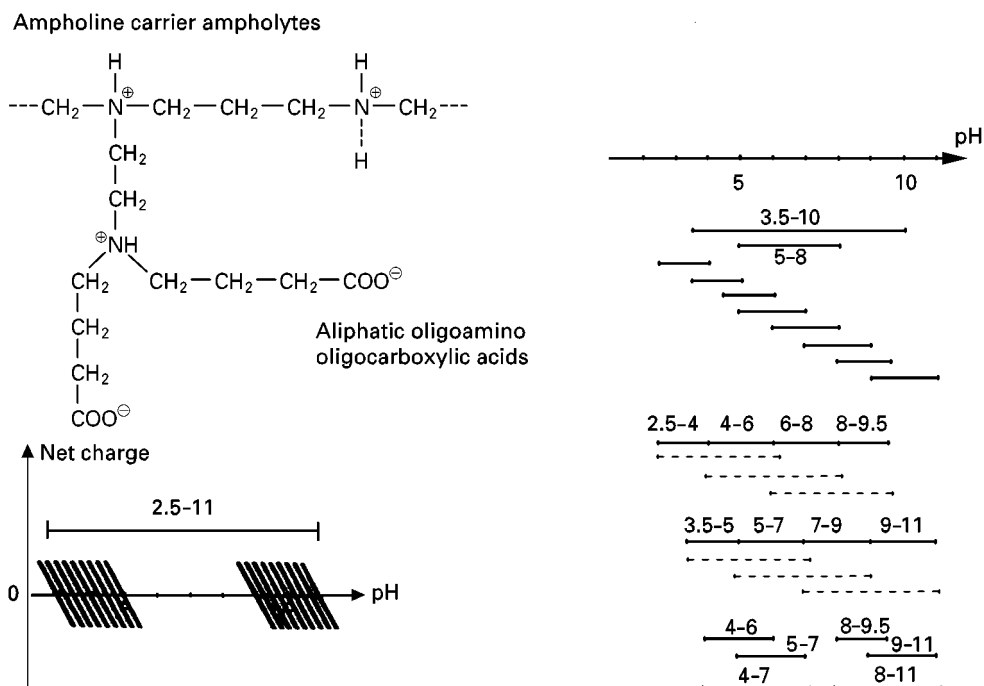 Ampholine carrier ampholytes
H H
---CH₂—N⊕—CH₂—CH₂—CH₂—N⊕—CH₂---
CH₂ H
CH₂
⊕NH
CH₂ CH₂—CH₂—CH₂—COO⊖
CH₂
CH₂
COO⊖
Aliphatic oligoamino
oligocarboxylic acids
Net charge
2.5–11
0 pH
pH
5 10
3.5–10
5–8
2.5–4 4–6 6–8 8–9.5
3.5–5 5–7 7–9 9–11
4–6 8–9.5
5–7 9–11
4–7 8–11